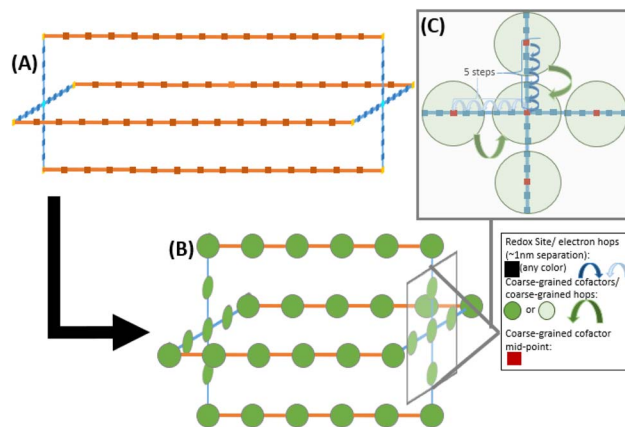 (A)
(C)
5 steps
(B)
Redox Site/ electron hops
(~1nm separation):
(any color)
Coarse-grained cofactors/
coarse-grained hops:
or
Coarse-grained cofactor
mid-point: